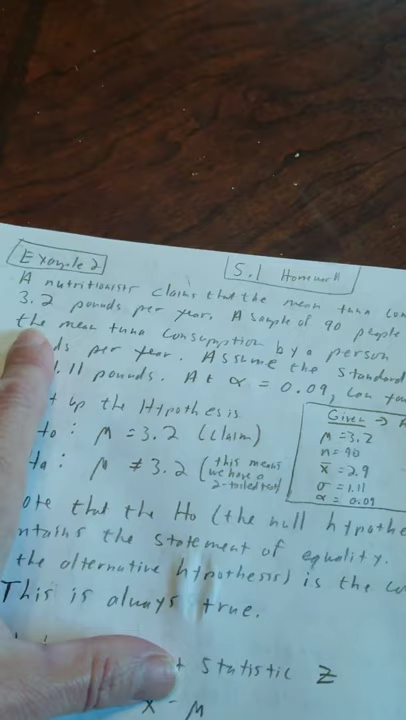 Example 2
5.1 Homework
A nutritionists claims that the mean tuna
3.2 pounds per year. A sample of 90 people
the mean tuna consumption by a person
ds per year. Assume the standard
.11 pounds. At α = 0.09, can
t up the Hypothesis
Ho: μ = 3.2 (claim)
Ha: μ ≠ 3.2 (this means we have a 2-tailed test)
Given →
μ = 3.2
n = 90
x̄ = 2.9
σ = 1.11
α = 0.09
ote that the Ho (the null hypothe
ntains the statement of equality.
the alternative hypothesis) is the
This is always true.
t statistic z
x̄ - μ